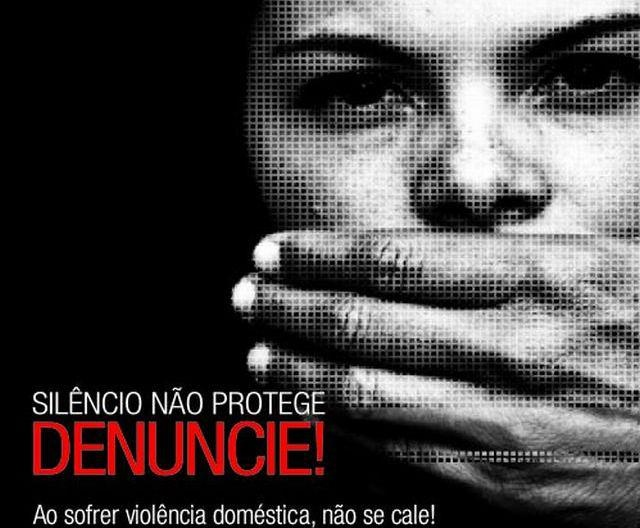 SILÊNCIO NÃO PROTEGE
DENUNCIE!
Ao sofrer violência doméstica, não se cale!